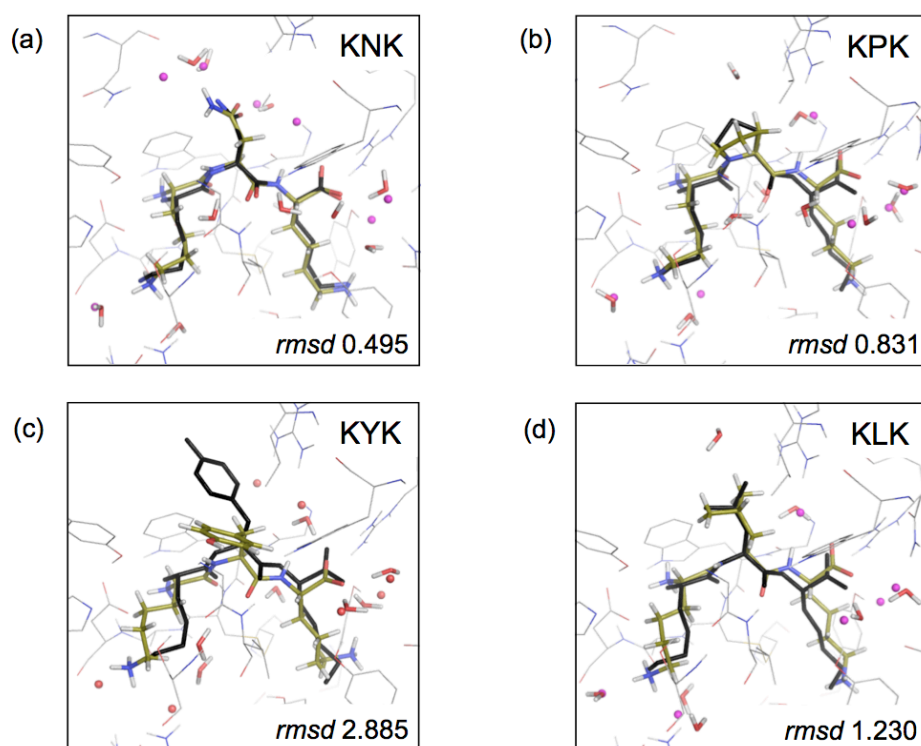 (a) KNK
rmsd 0.495
(b) KPK
rmsd 0.831
(c) KYK
rmsd 2.885
(d) KLK
rmsd 1.230